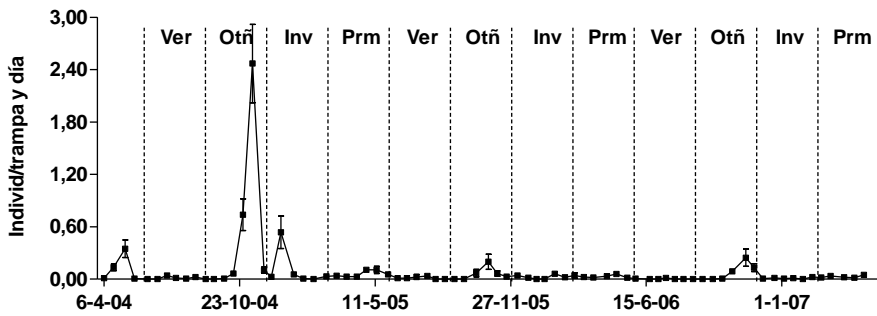 3,00
2,40
1,80
1,20
0,60
0,00
Individ/trampa y día
Ver Otñ Inv Prm Ver Otñ Inv Prm Ver Otñ Inv Prm
6-4-04 23-10-04 11-5-05 27-11-05 15-6-06 1-1-07